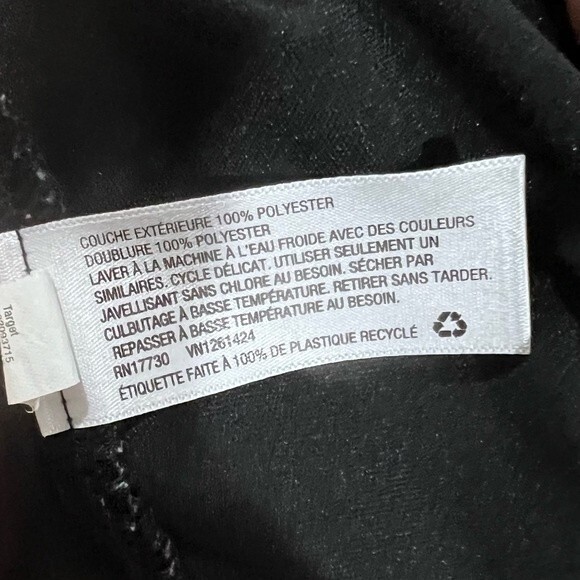 COUCHE EXTÉRIEURE 100% POLYESTER
DOUBLURE 100% POLYESTER
LAVER À LA MACHINE À L'EAU FROIDE AVEC DES COULEURS
SIMILAIRES. CYCLE DÉLICAT. UTILISER SEULEMENT UN
JAVELLISANT SANS CHLORE AU BESOIN. SÉCHER PAR
CULBUTAGE À BASSE TEMPÉRATURE. RETIRER SANS TARDER.
REPASSER À BASSE TEMPÉRATURE AU BESOIN.
RN17730 VN1261424
ÉTIQUETTE FAITE À 100% DE PLASTIQUE RECYCLÉ
Target